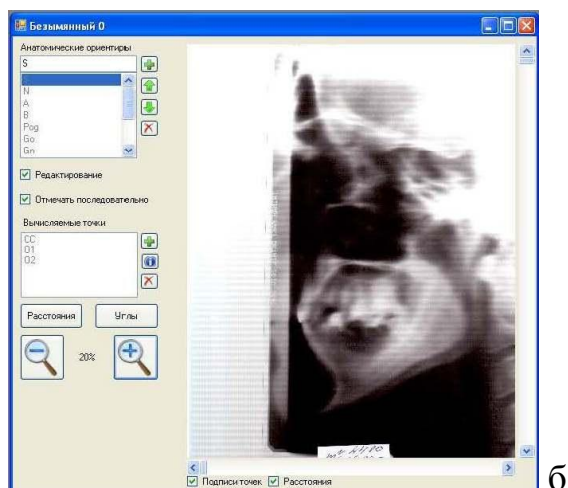 Безымянный 0
Анатомические ориентиры
S
N
A
B
Pog
Go
Gn
Редактирование
Отмечать последовательно
Вычисляемые точки
CC
O1
O2
Расстояния
Углы
20%
Подписи точек
Расстояния
б